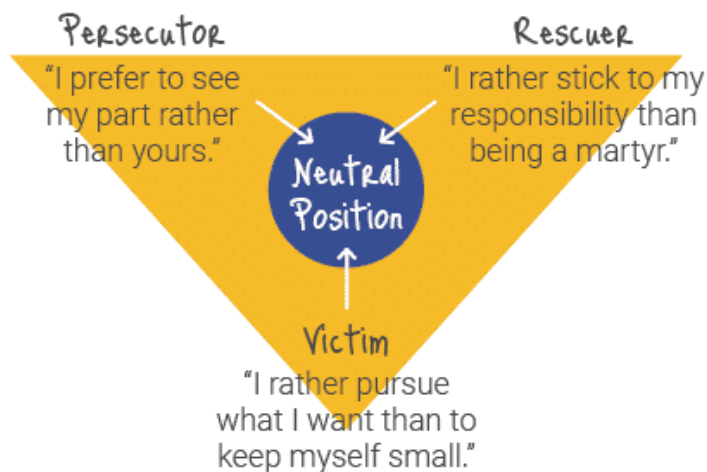 Persecutor
Rescuer
“I prefer to see
my part rather
than yours.”
“I rather stick to my
responsibility than
being a martyr.”
Neutral
Position
Victim
“I rather pursue
what I want than to
keep myself small.”